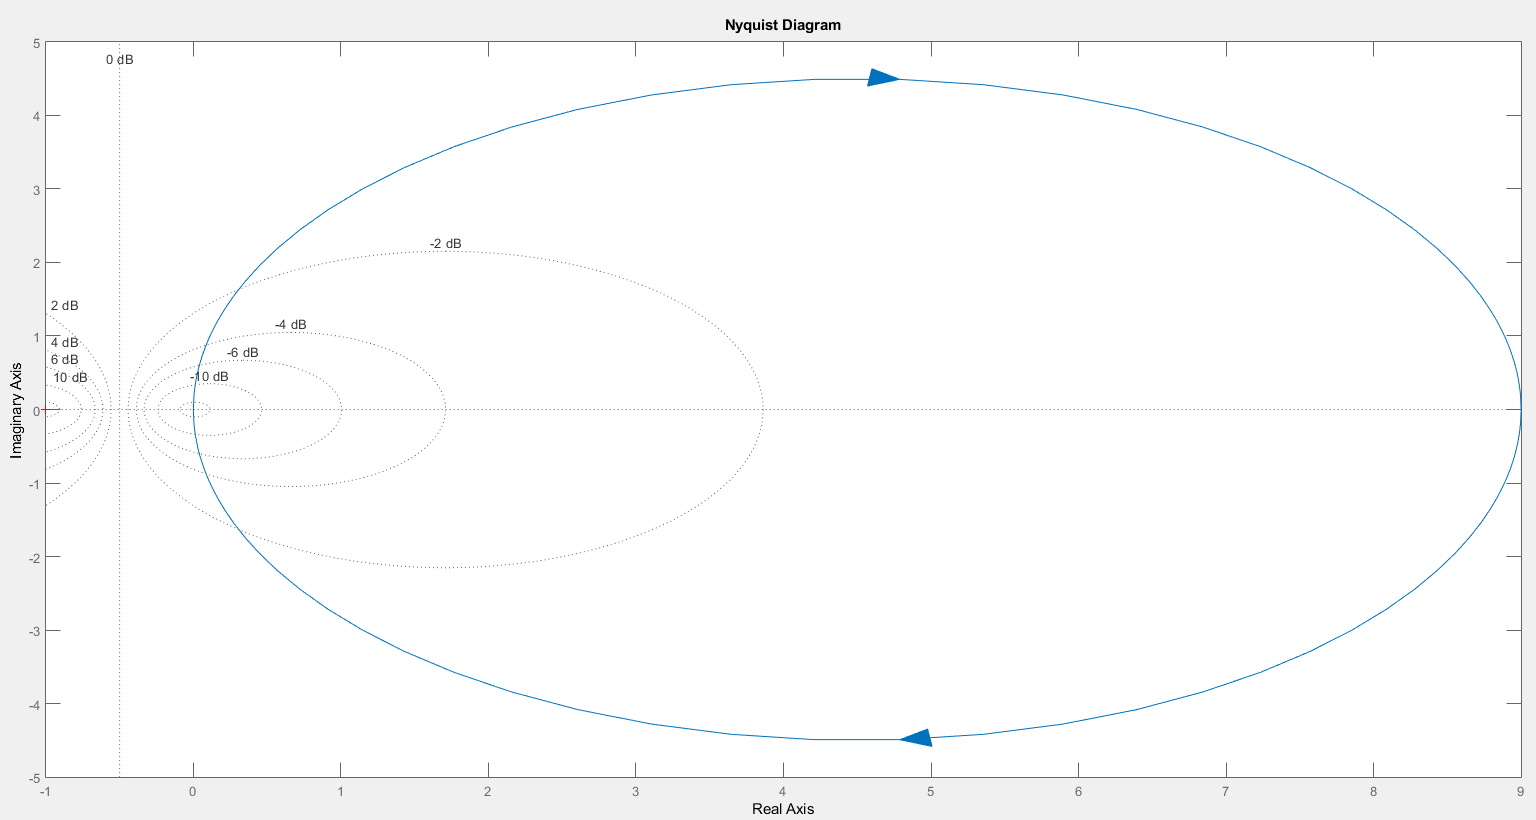 Nyquist Diagram
5
0 dB
4
3
2
-2 dB
2 dB
1
-4 dB
4 dB
-6 dB
6 dB
10 dB
-10 dB
0
Imaginary Axis
-1
-2
-3
-4
-5
-1 0 1 2 3 4 5 6 7 8 9
Real Axis